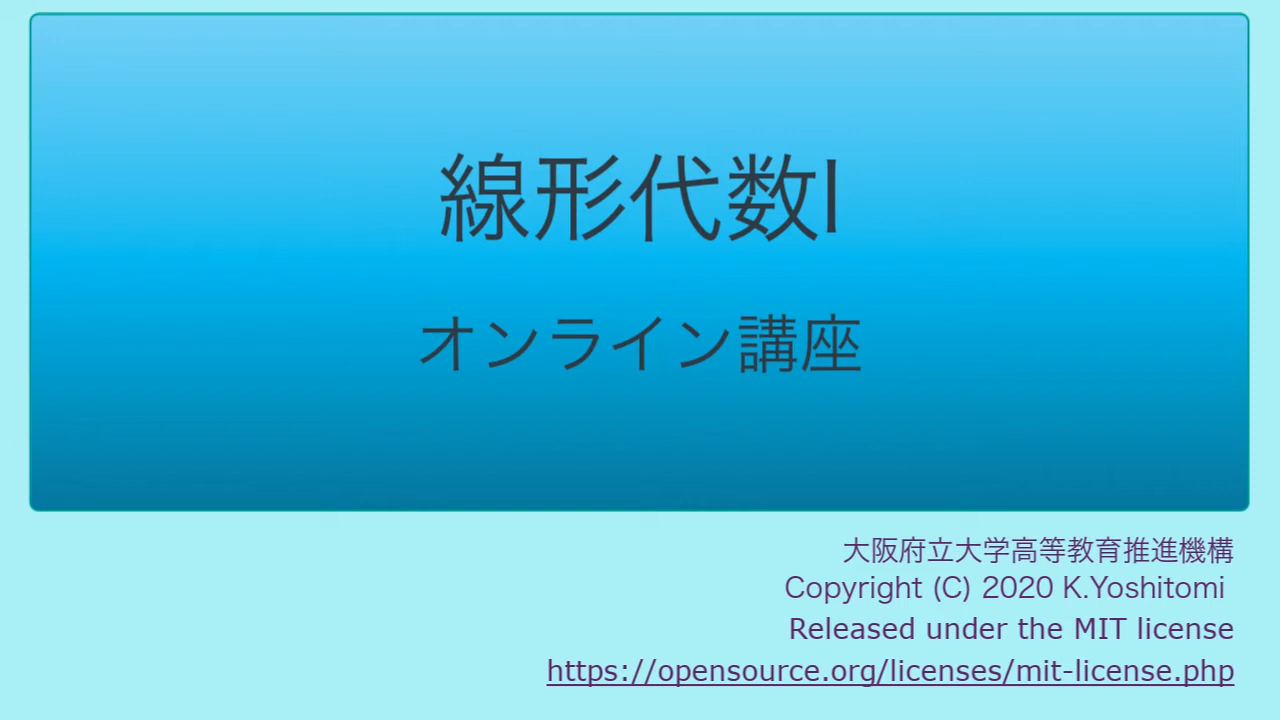 線形代数I
オンライン講座
大阪府立大学高等教育推進機構
Copyright (C) 2020 K.Yoshitomi
Released under the MIT license
https://opensource.org/licenses/mit-license.php